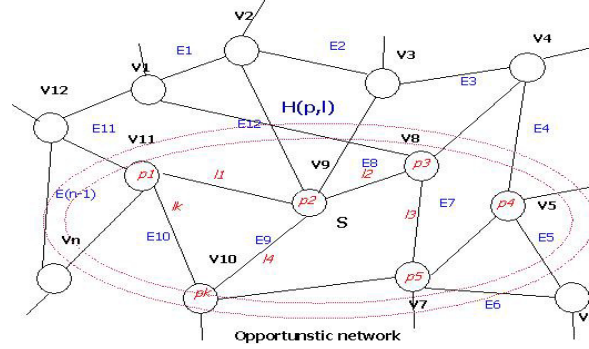 V2
E1
E2
V3
V4
V1
E3
V12
H(p,l)
E11
E12
E4
V11
V8
V9
E8
p3
p1
l1
l2
E(n-1)
lk
p2
l3
E7
p4
V5
S
Vn
E10
E9
V10
l4
E5
pk
p5
V7
E6
V
Opportunstic network